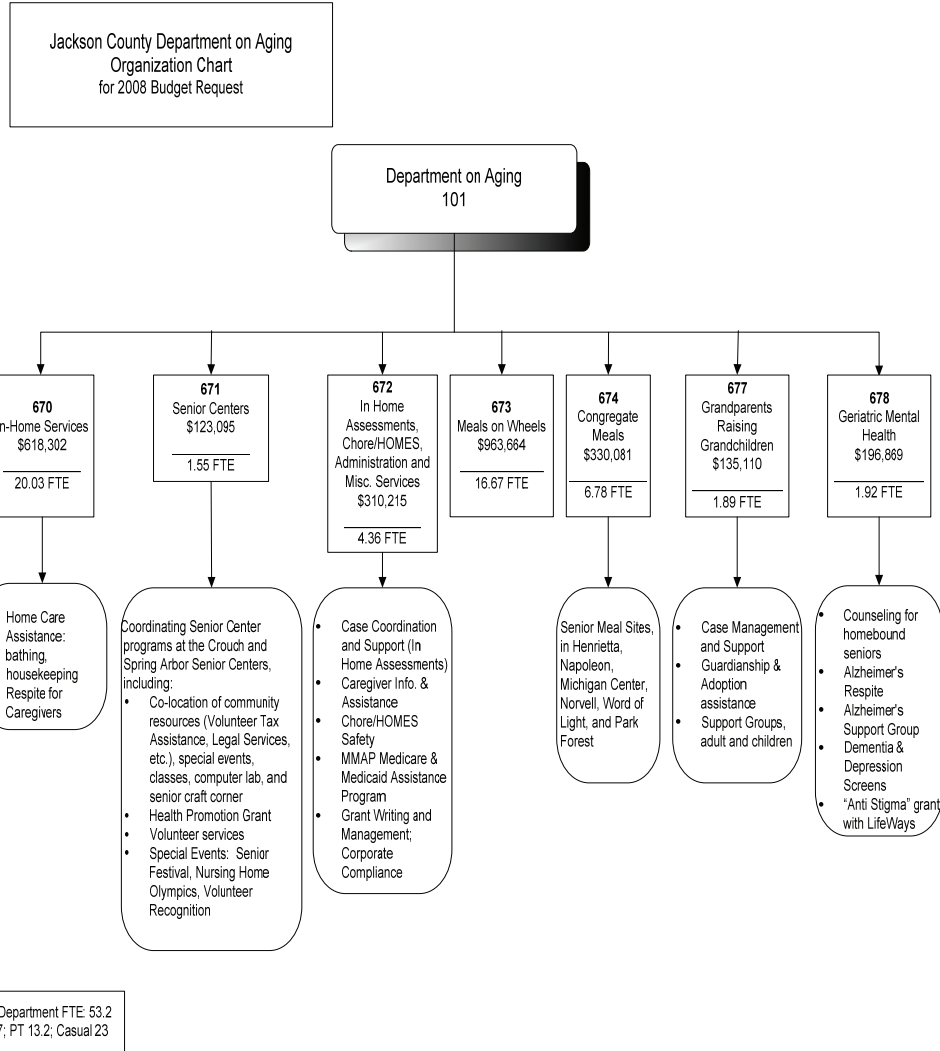 Jackson County Department on Aging
Organization Chart
for 2008 Budget Request
Department on Aging
101
670
n-Home Services
$618,302
20.03 FTE
671
Senior Centers
$123,095
1.55 FTE
672
In Home
Assessments,
Chore/HOMES,
Administration and
Misc. Services
$310,215
4.36 FTE
673
Meals on Wheels
$963,664
16.67 FTE
674
Congregate
Meals
$330,081
6.78 FTE
677
Grandparents
Raising
Grandchildren
$135,110
1.89 FTE
678
Geriatric Mental
Health
$196,869
1.92 FTE
Home Care
Assistance:
bathing,
housekeeping
Respite for
Caregivers
Coordinating Senior Center
programs at the Crouch and
Spring Arbor Senior Centers,
including:
• Co-location of community
resources (Volunteer Tax
Assistance, Legal Services,
etc.), special events,
classes, computer lab, and
senior craft corner
• Health Promotion Grant
• Volunteer services
• Special Events: Senior
Festival, Nursing Home
Olympics, Volunteer
Recognition
• Case Coordination
and Support (In
Home Assessments)
• Caregiver Info. &
Assistance
• Chore/HOMES
Safety
• MMAP Medicare &
Medicaid Assistance
Program
• Grant Writing and
Management;
Corporate
Compliance
Senior Meal Sites,
in Henrietta,
Napoleon,
Michigan Center,
Norvell, Word of
Light, and Park
Forest
• Case Management
and Support
• Guardianship &
Adoption
assistance
• Support Groups,
adult and children
• Counseling for
homebound
seniors
• Alzheimer's
Respite
• Alzheimer's
Support Group
• Dementia &
Depression
Screens
• “Anti Stigma” grant
with LifeWays
Department FTE: 53.2
7; PT 13.2; Casual 23